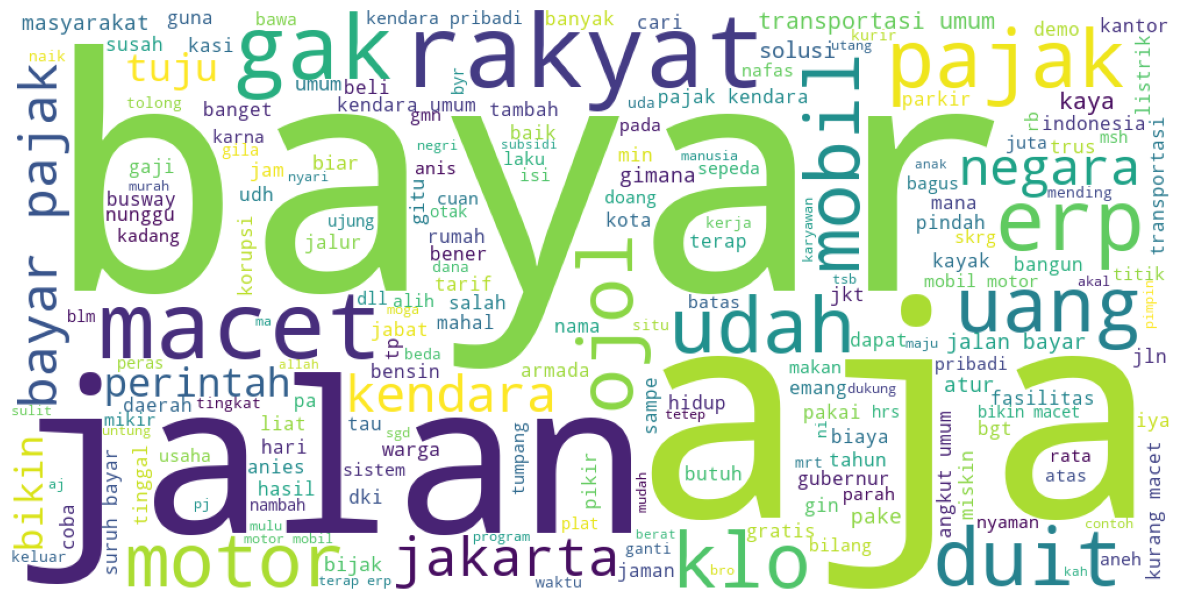 masyarakat
guna
bawa
kendara pribadi
banyak
cari
transportasi umum
demo
kantor
naik
susah
kasi
gak
rakyat
solusi
utang
kurir
pajak
listrik
tuju
umum
beli
byr
nafas
tolong
banget
kendara umum
tambah
uda
pajak kendara
parkir
kaya
bayar pajak
bayar
mobil
karna
gmn
baik
pada
rb
indonesia
gila
negri
subsidi
min
manusia
juta
trus
msh
transportasi
gaji
jam
biar
anis
laku
isi
gimana
sepeda
anak
negara
murah
nyari
udh
gitu
cuan
doang
bagus
mending
busway
nunggu
ujung
otak
kota
kerja
karyawan
mana
pindah
erp
kadang
korupsi
jalur
rumah
bener
ojol
terap
skrg
kayak
bangun
dana
tarif
tsb
mobil motor
akal
titik
pimpin
blm
macet
dll
alih
moga
salah
batas
jkt
uang
ma
jabat
mahal
nama
situ
udah
dapat
maju
jalan bayar
jln
peras
allah
tp
beda
bensin
armada
makan
pribadi
perintah
kendara
emang
dukung
atur
fasilitas
sulit
daerah
tingkat
pa
sampe
hidup
tetep
aja
pakai
hrs
bikin macet
untung
mikir
liat
tau
sgd
ni
biaya
bgt
iya
jalan
hari
warga
bikin
usaha
anies
sistem
tumpang
pikir
butuh
mrt
tahun
angkut umum
rata
tinggal
hasil
dki
mudah
gubernur
parah
miskin
atas
kurang macet
aj
suruh bayar
pj
nambah
gin
pake
coba
mulu
plat
gratis
nyaman
contoh
keluar
motor
motor mobil
program
berat
bilang
jakarta
ganti
klo
duit
aneh
bijak
jaman
bro
kah
terap erp
waktu